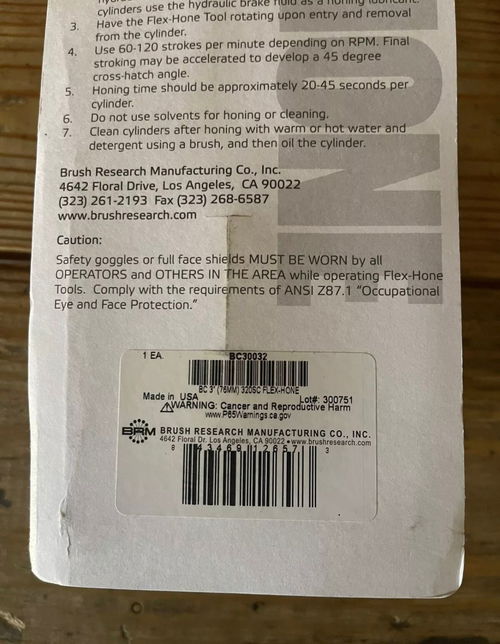 cylinders use the hydraulic brake fluid as a honing lubricant.
3. Have the Flex-Hone Tool rotating upon entry and removal
from the cylinder.
4. Use 60-120 strokes per minute depending on RPM. Final
stroking may be accelerated to develop a 45 degree
cross-hatch angle.
5. Honing time should be approximately 20-45 seconds per
cylinder.
6. Do not use solvents for honing or cleaning.
7. Clean cylinders after honing with warm or hot water and
detergent using a brush, and then oil the cylinder.
Brush Research Manufacturing Co., Inc.
4642 Floral Drive, Los Angeles, CA 90022
(323) 261-2193 Fax (323) 268-6587
www.brushresearch.com
Caution:
Safety goggles or full face shields MUST BE WORN by all
OPERATORS and OTHERS IN THE AREA while operating Flex-Hone
Tools. Comply with the requirements of ANSI Z87.1 “Occupational
Eye and Face Protection.”
1 EA. BC30032
BC 3" (76MM) 320SC FLEX-HONE
Made in USA Lot#: 300751
WARNING: Cancer and Reproductive Harm
www.P65Warnings.ca.gov
BRM BRUSH RESEARCH MANUFACTURING CO., INC.
4642 Floral Dr. Los Angeles, CA 90022 • www.brushresearch.com
8 43469 12657 3